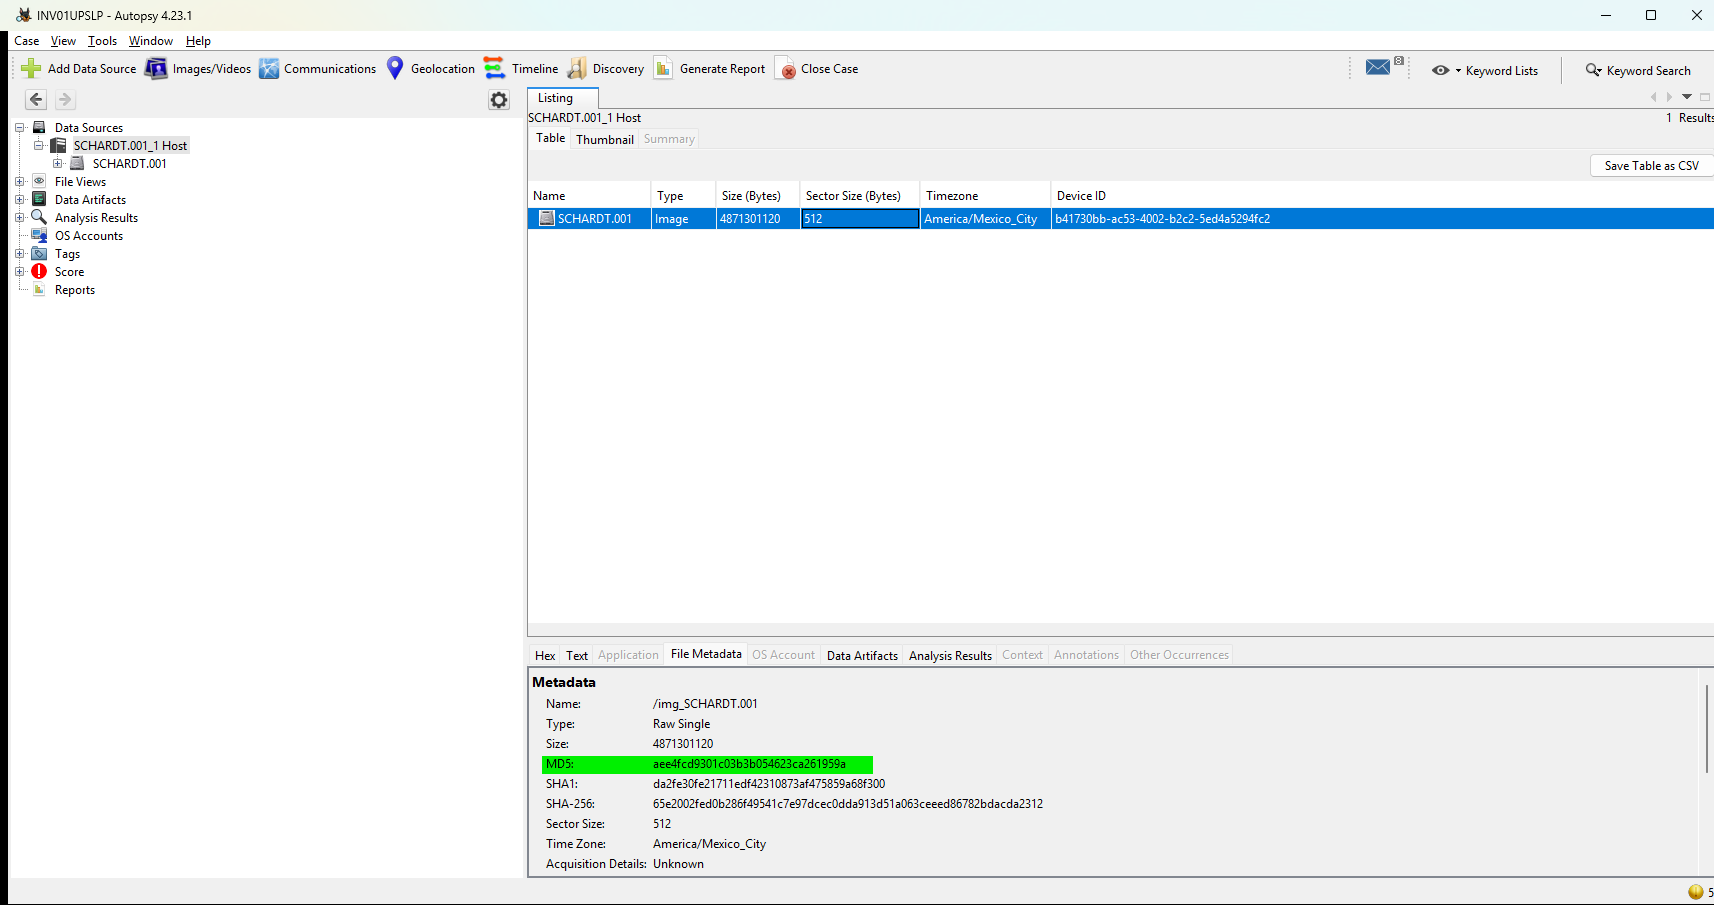 INV01UPSLP - Autopsy 4.23.1
Case View Tools Window Help
Add Data Source Images/Videos Communications Geolocation Timeline Discovery Generate Report Close Case Keyword Lists Keyword Search
Listing
Data Sources
SCHARDT.001_1 Host
SCHARDT.001
File Views
Data Artifacts
Analysis Results
OS Accounts
Tags
Score
Reports
SCHARDT.001_1 Host 1 Results
Table Thumbnail Summary
Save Table as CSV
Name Type Size (Bytes) Sector Size (Bytes) Timezone Device ID
SCHARDT.001 Image 4871301120 512 America/Mexico_City b41730bb-ac53-4002-b2c2-5ed4a5294fc2
Hex Text Application File Metadata OS Account Data Artifacts Analysis Results Context Annotations Other Occurrences
Metadata
Name: /img_SCHARDT.001
Type: Raw Single
Size: 4871301120
MD5: aee4fcd9301c03b3b054623ca261959a
SHA1: da2fe30fe21711edf42310873af475859a68f300
SHA-256: 65e2002fed0b286f49541c7e97dcec0dda913d51a063ceeed86782bdacda2312
Sector Size: 512
Time Zone: America/Mexico_City
Acquisition Details: Unknown
5